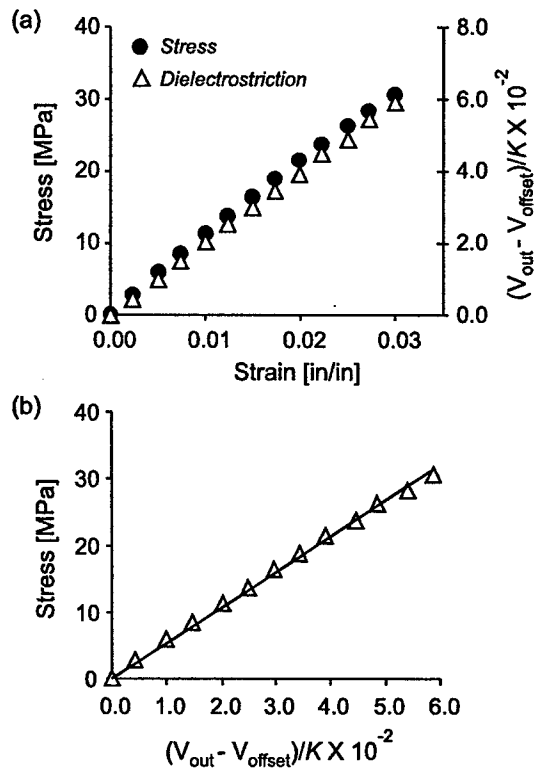 (a)
40
30
20
10
0
Stress [MPa]
Stress
Dielectrostriction
8.0
6.0
4.0
2.0
0.0
(Vout - Voffset)/K X 10-2
0.00
0.01
0.02
0.03
Strain [in/in]
(b)
40
30
20
10
0
Stress [MPa]
0.0
1.0
2.0
3.0
4.0
5.0
6.0
(Vout - Voffset)/K X 10-2